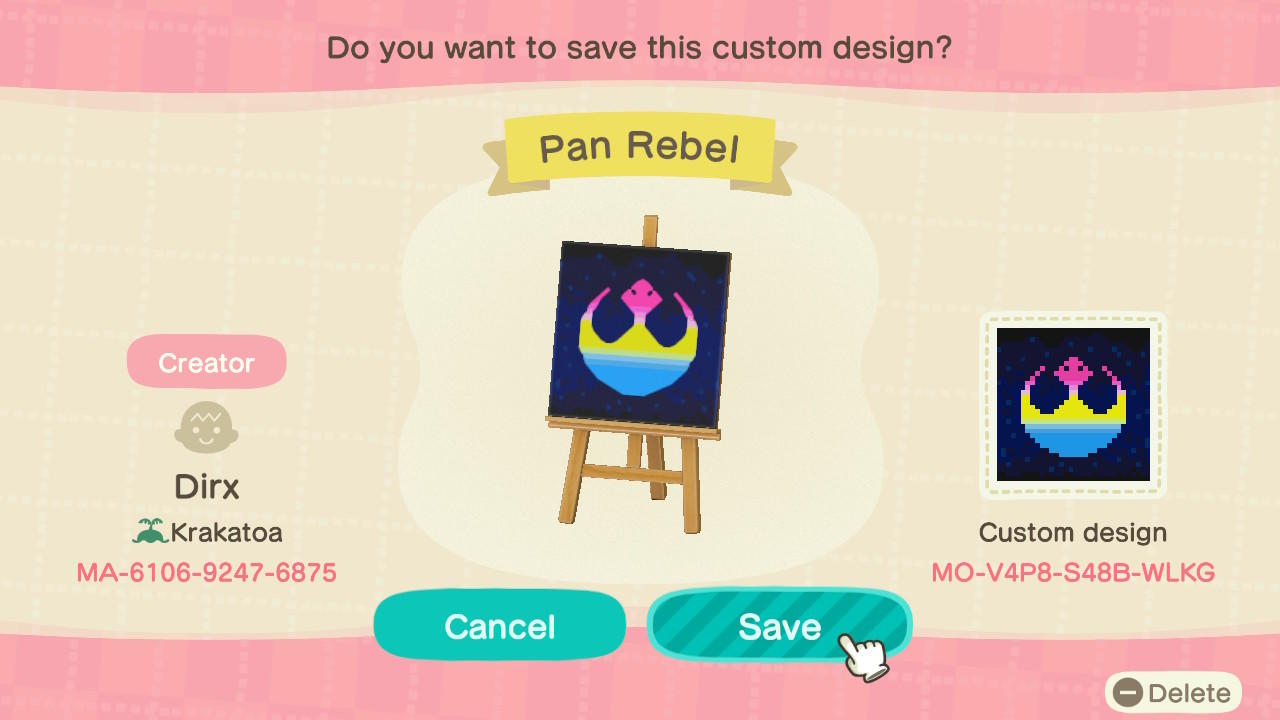 Do you want to save this custom design?
Pan Rebel
Creator
Dirx
Krakatoa
MA-6106-9247-6875
Custom design
MO-V4P8-S48B-WLKG
Cancel
Save
Delete